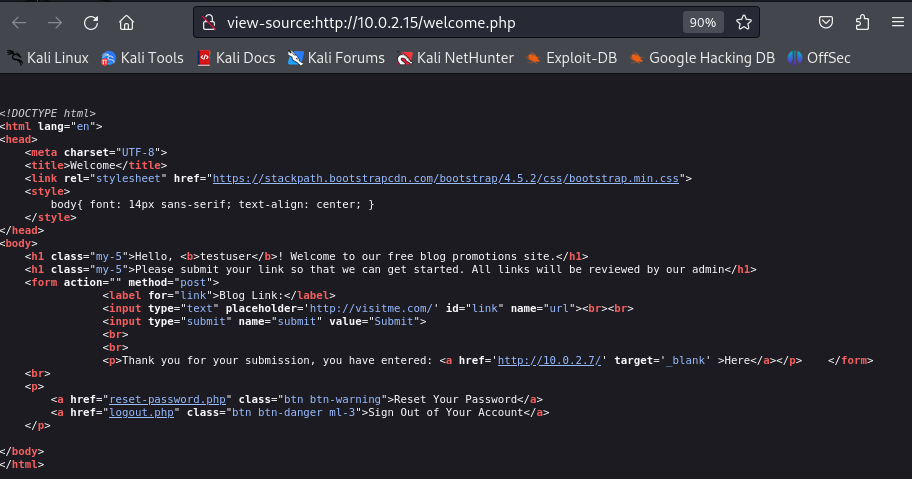 view-source:http://10.0.2.15/welcome.php 90%
Kali Linux Kali Tools Kali Docs Kali Forums Kali NetHunter Exploit-DB Google Hacking DB OffSec
<!DOCTYPE html>
<html lang="en">
<head>
    <meta charset="UTF-8">
    <title>Welcome</title>
    <link rel="stylesheet" href="https://stackpath.bootstrapcdn.com/bootstrap/4.5.2/css/bootstrap.min.css">
    <style>
        body{ font: 14px sans-serif; text-align: center; }
    </style>
</head>
<body>
    <h1 class="my-5">Hello, <b>testuser</b>! Welcome to our free blog promotions site.</h1>
    <h1 class="my-5">Please submit your link so that we can get started. All links will be reviewed by our admin</h1>
    <form action="" method="post">
                <label for="link">Blog Link:</label>
                <input type="text" placeholder='http://visitme.com/' id="link" name="url"><br><br>
                <input type="submit" name="submit" value="Submit">
                <br>
                <br>
                <p>Thank you for your submission, you have entered: <a href='http://10.0.2.7/' target='_blank' >Here</a></p>    </form>
    <br>
    <p>
        <a href="reset-password.php" class="btn btn-warning">Reset Your Password</a>
        <a href="logout.php" class="btn btn-danger ml-3">Sign Out of Your Account</a>
    </p>
</body>
</html>